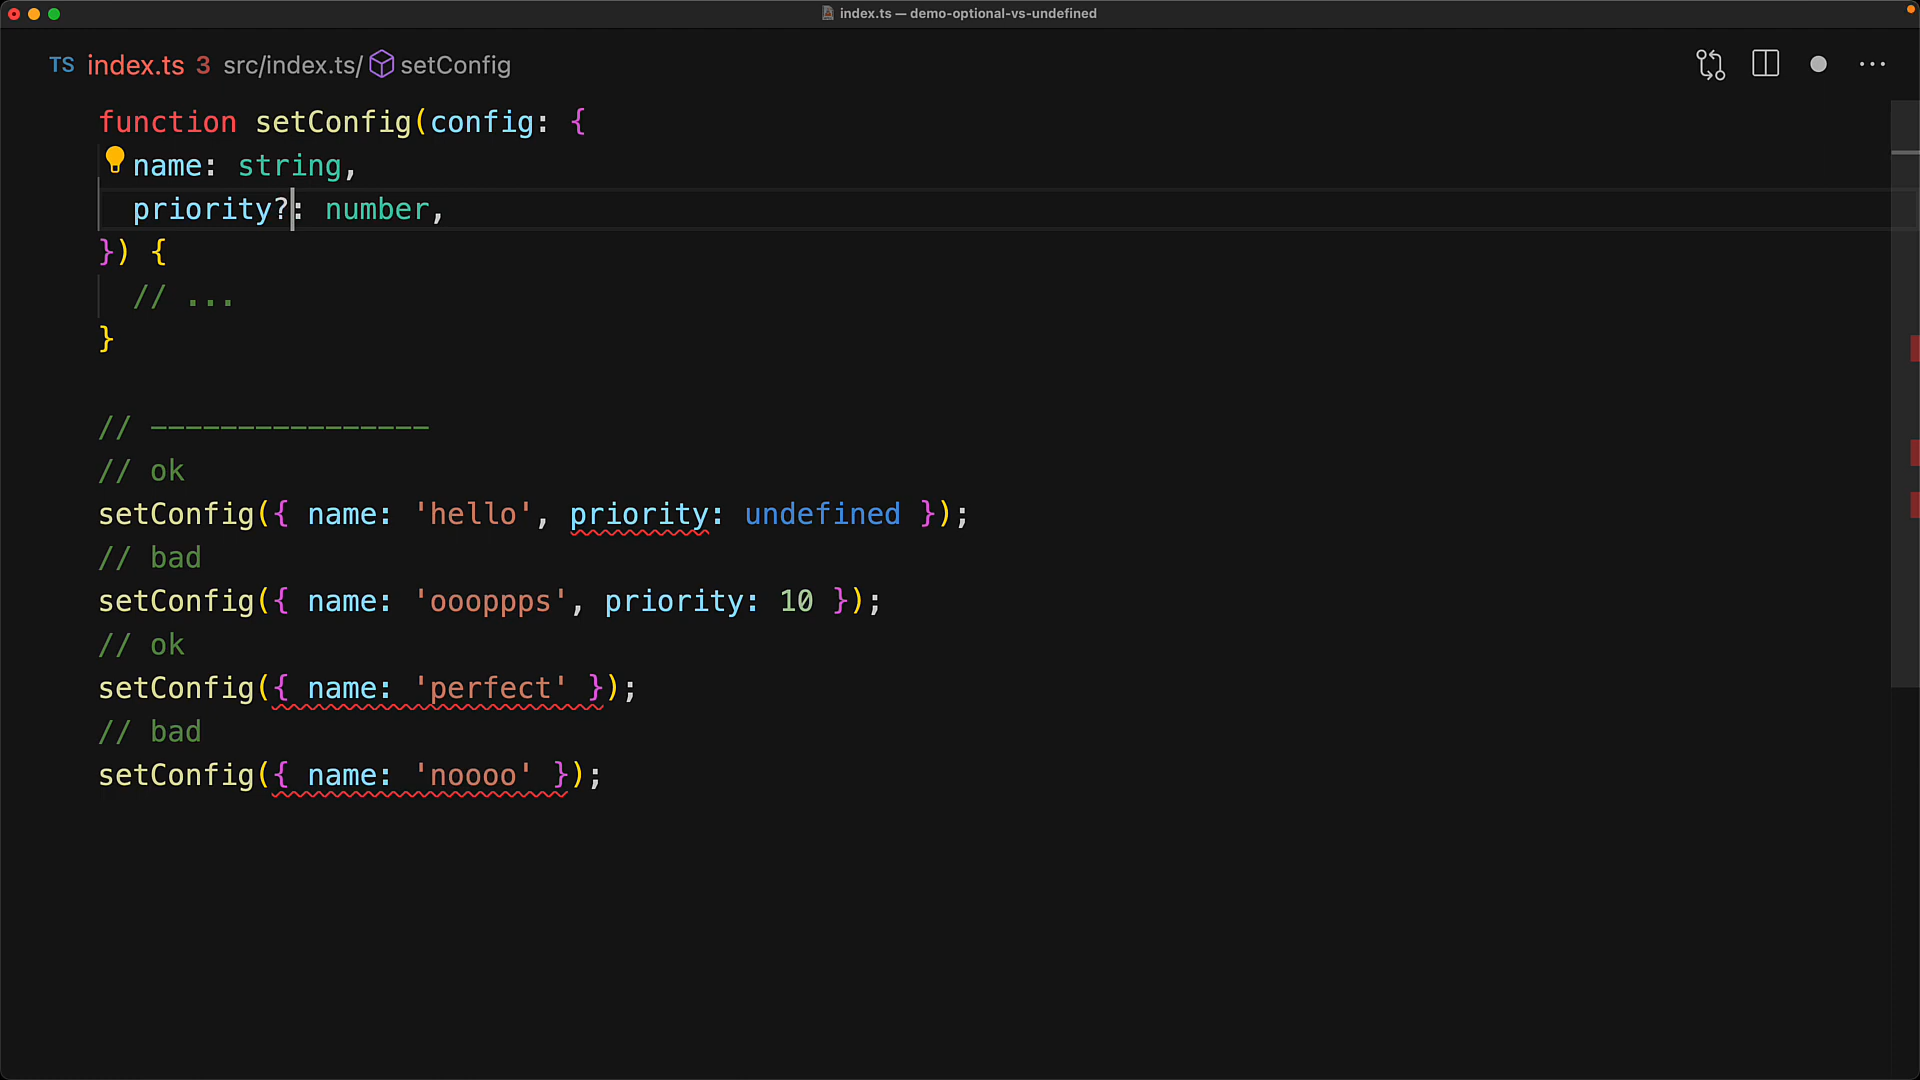 index.ts — demo-optional-vs-undefined
TS index.ts 3 src/index.ts/ setConfig
function setConfig(config: {
name: string,
priority?: number,
}) {
// ...
}
// ----------------
// ok
setConfig({ name: 'hello', priority: undefined });
// bad
setConfig({ name: 'oooppps', priority: 10 });
// ok
setConfig({ name: 'perfect' });
// bad
setConfig({ name: 'noooo' });